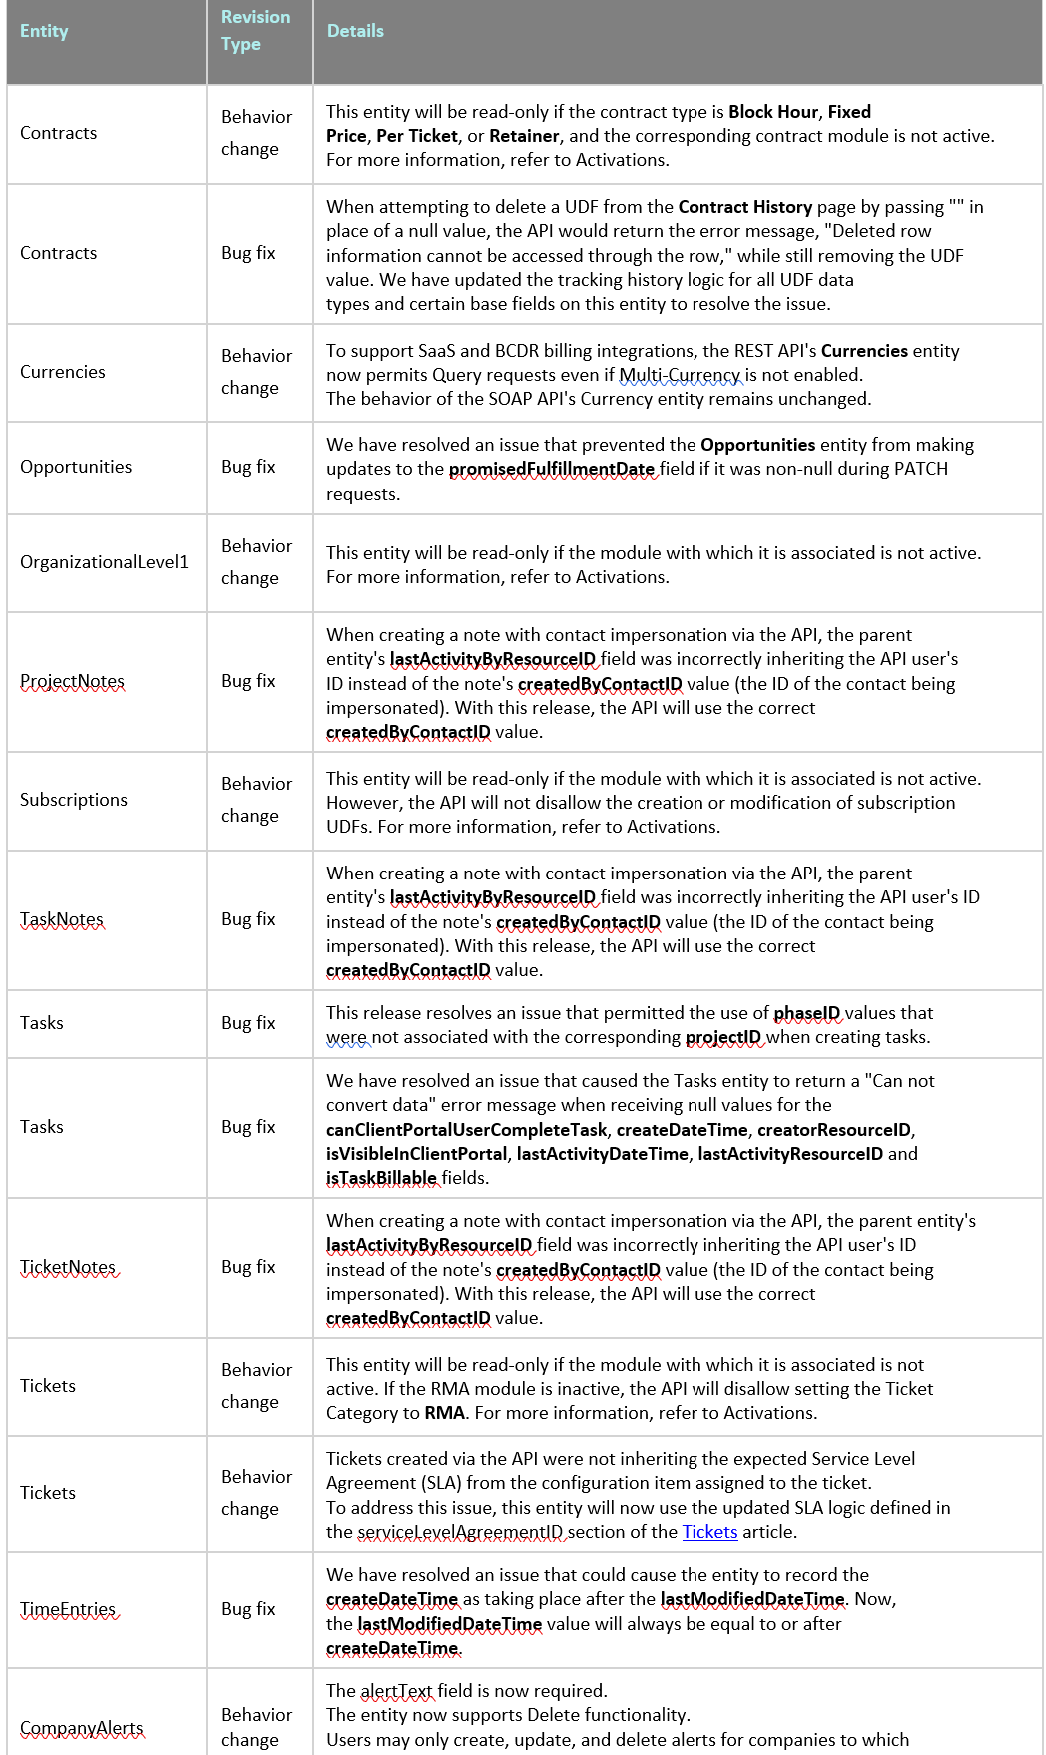 Entity
Revision
Type
Details
Contracts
Behavior
change
This entity will be read-only if the contract type is Block Hour, Fixed
Price, Per Ticket, or Retainer, and the corresponding contract module is not active.
For more information, refer to Activations.
Contracts
Bug fix
When attempting to delete a UDF from the Contract History page by passing "" in
place of a null value, the API would return the error message, "Deleted row
information cannot be accessed through the row," while still removing the UDF
value. We have updated the tracking history logic for all UDF data
types and certain base fields on this entity to resolve the issue.
Currencies
Behavior
change
To support SaaS and BCDR billing integrations, the REST API's Currencies entity
now permits Query requests even if Multi-Currency is not enabled.
The behavior of the SOAP API's Currency entity remains unchanged.
Opportunities
Bug fix
We have resolved an issue that prevented the Opportunities entity from making
updates to the promisedFulfillmentDate field if it was non-null during PATCH
requests.
OrganizationalLevel1
Behavior
change
This entity will be read-only if the module with which it is associated is not active.
For more information, refer to Activations.
ProjectNotes
Bug fix
When creating a note with contact impersonation via the API, the parent
entity's lastActivityByResourceID field was incorrectly inheriting the API user's
ID instead of the note's createdByContactID value (the ID of the contact being
impersonated). With this release, the API will use the correct
createdByContactID value.
Subscriptions
Behavior
change
This entity will be read-only if the module with which it is associated is not active.
However, the API will not disallow the creation or modification of subscription
UDFs. For more information, refer to Activations.
TaskNotes
Bug fix
When creating a note with contact impersonation via the API, the parent
entity's lastActivityByResourceID field was incorrectly inheriting the API user's ID
instead of the note's createdByContactID value (the ID of the contact being
impersonated). With this release, the API will use the correct
createdByContactID value.
Tasks
Bug fix
This release resolves an issue that permitted the use of phaseID values that
were not associated with the corresponding projectID when creating tasks.
Tasks
Bug fix
We have resolved an issue that caused the Tasks entity to return a "Can not
convert data" error message when receiving null values for the
canClientPortalUserCompleteTask, createDateTime, creatorResourceID,
isVisibleInClientPortal, lastActivityDateTime, lastActivityResourceID and
isTaskBillable fields.
TicketNotes
Bug fix
When creating a note with contact impersonation via the API, the parent entity's
lastActivityByResourceID field was incorrectly inheriting the API user's ID
instead of the note's createdByContactID value (the ID of the contact being
impersonated). With this release, the API will use the correct
createdByContactID value.
Tickets
Behavior
change
This entity will be read-only if the module with which it is associated is not
active. If the RMA module is inactive, the API will disallow setting the Ticket
Category to RMA. For more information, refer to Activations.
Tickets
Behavior
change
Tickets created via the API were not inheriting the expected Service Level
Agreement (SLA) from the configuration item assigned to the ticket.
To address this issue, this entity will now use the updated SLA logic defined in
the serviceLevelAgreementID section of the Tickets article.
TimeEntries
Bug fix
We have resolved an issue that could cause the entity to record the
createDateTime as taking place after the lastModifiedDateTime. Now,
the lastModifiedDateTime value will always be equal to or after
createDateTime.
CompanyAlerts
Behavior
change
The alertText field is now required.
The entity now supports Delete functionality.
Users may only create, update, and delete alerts for companies to which